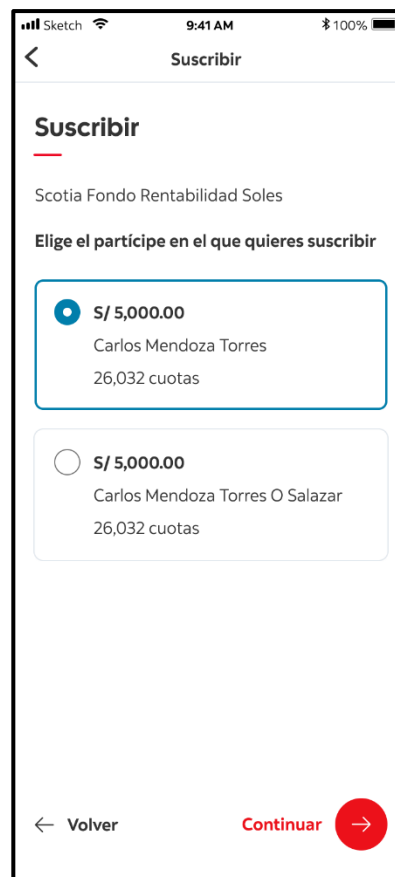 Sketch 9:41 AM 100%
Suscribir
Suscribir
Scotia Fondo Rentabilidad Soles
Elige el partícipe en el que quieres suscribir
S/ 5,000.00
Carlos Mendoza Torres
26,032 cuotas
S/ 5,000.00
Carlos Mendoza Torres O Salazar
26,032 cuotas
Volver Continuar